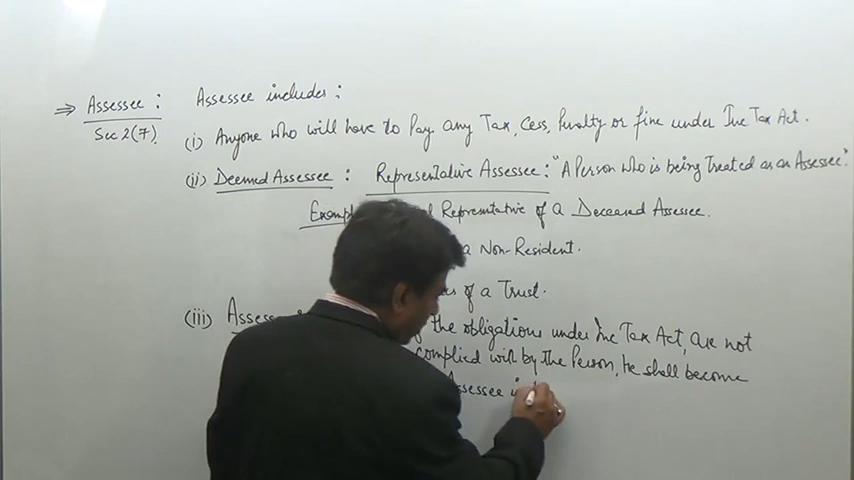 ⇒ Assessee : Assessee includes :
Sec 2(7).
(i) Anyone who will have to Pay any Tax, Cess, Penalty or fine under Inc Tax Act.
(ii) Deemed Assessee : Representative Assessee : "A Person who is being Treated as an Assessee".
Representative of a Deceased Assessee.
a Non-Resident.
of a Trust.
(iii) the obligations under Inc Tax Act, are not
complied with by the Person, He shall become
Assessee